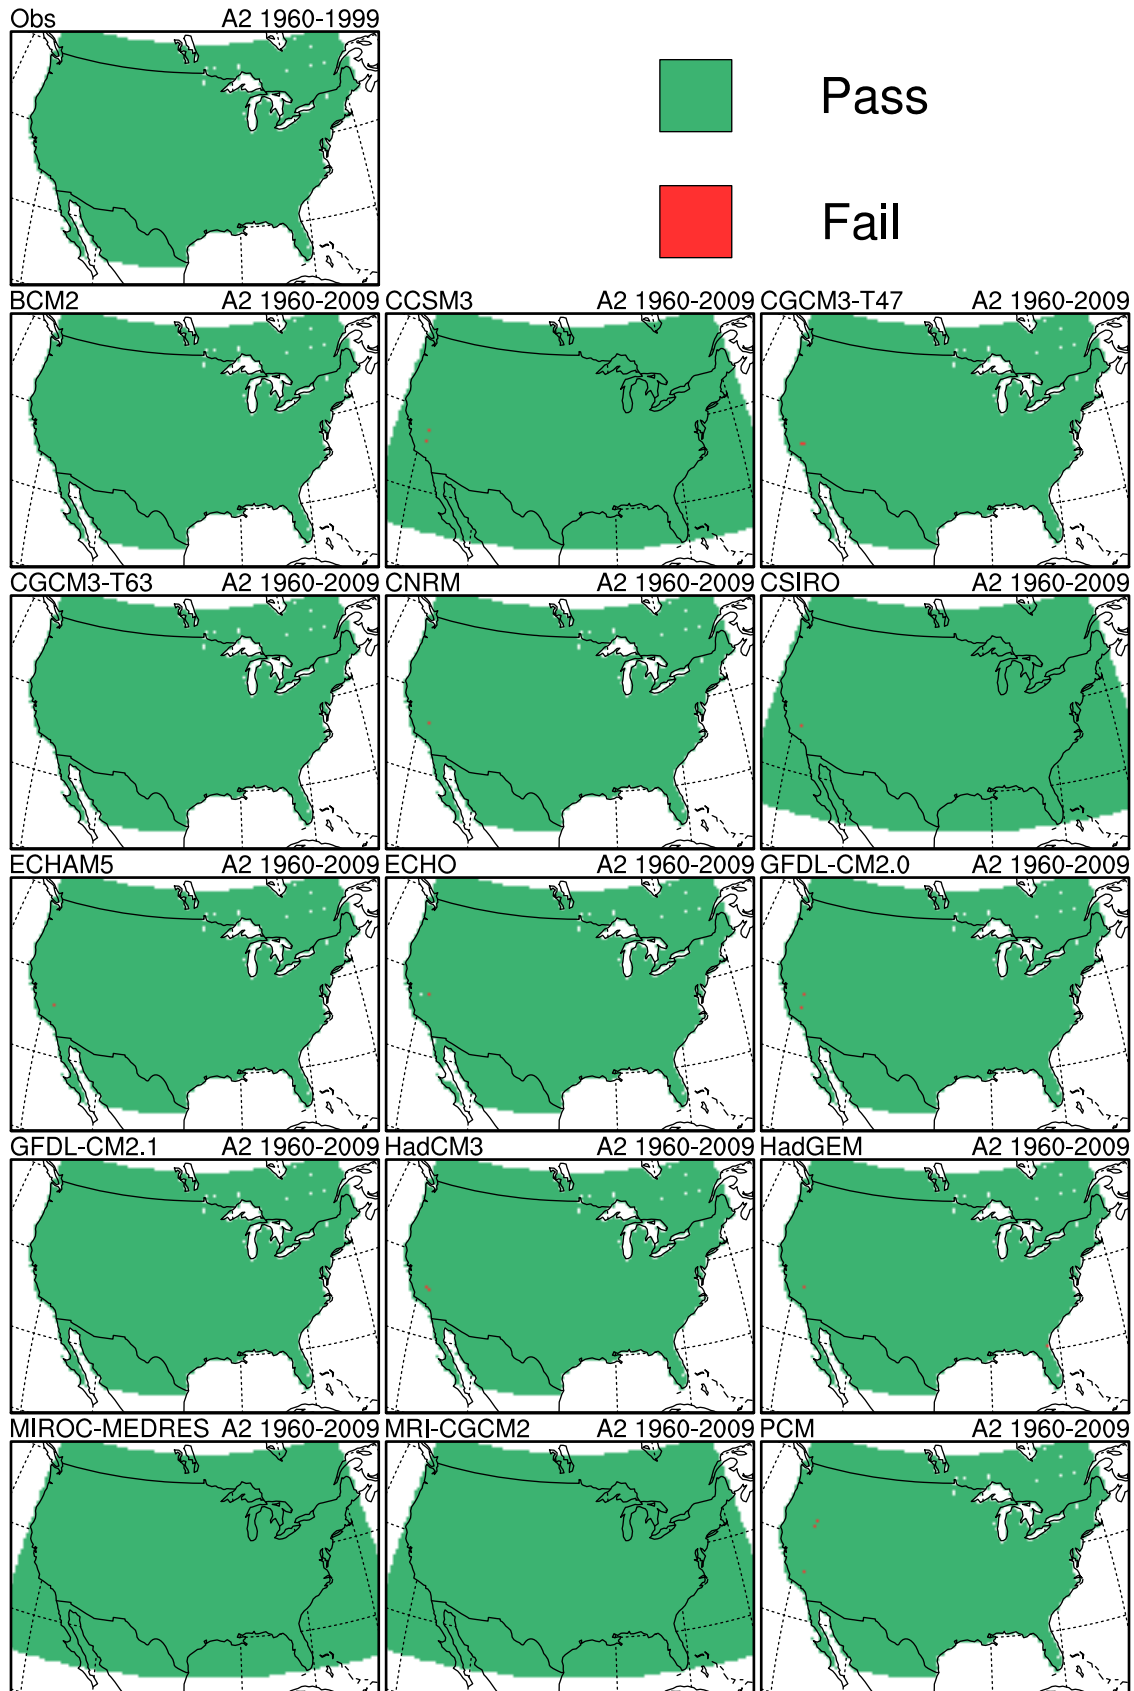 Obs A2 1960-1999
Pass
Fail
BCM2 A2 1960-2009 CCSM3 A2 1960-2009 CGCM3-T47 A2 1960-2009
CGCM3-T63 A2 1960-2009 CNRM A2 1960-2009 CSIRO A2 1960-2009
ECHAM5 A2 1960-2009 ECHO A2 1960-2009 GFDL-CM2.0 A2 1960-2009
GFDL-CM2.1 A2 1960-2009 HadCM3 A2 1960-2009 HadGEM A2 1960-2009
MIROC-MEDRES A2 1960-2009 MRI-CGCM2 A2 1960-2009 PCM A2 1960-2009